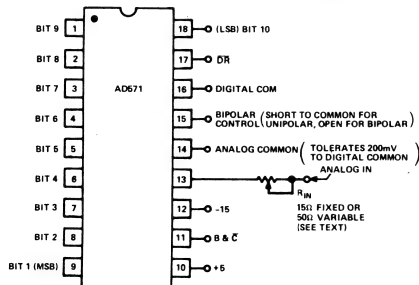 BIT 9 1
18 (LSB) BIT 10
BIT 8 2
17 D̅R̅
BIT 7 3
AD571
16 DIGITAL COM
BIT 6 4
15 BIPOLAR CONTROL (SHORT TO COMMON FOR UNIPOLAR, OPEN FOR BIPOLAR)
BIT 5 5
14 ANALOG COMMON (TOLERATES 200mV TO DIGITAL COMMON)
BIT 4 6
13
ANALOG IN
RIN
15Ω FIXED OR
50Ω VARIABLE
(SEE TEXT)
BIT 3 7
12 -15
BIT 2 8
11 B & C̅
BIT 1 (MSB) 9
10 +5